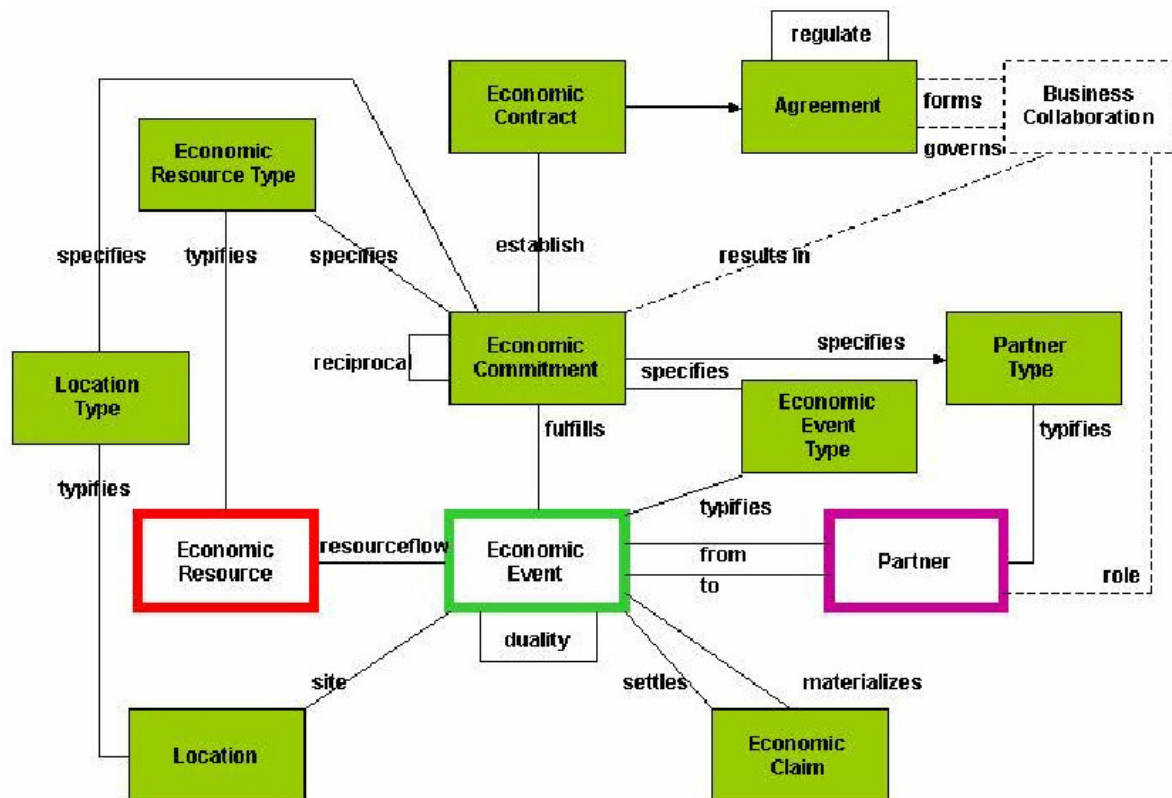 regulate
Economic
Contract
Agreement
forms
governs
Business
Collaboration
Economic
Resource Type
specifies
typifies
specifies
establish
results in
reciprocal
Economic
Commitment
specifies
specifies
Partner
Type
Location
Type
Economic
Event
Type
fulfills
typifies
typifies
typifies
Economic
Resource
resourceflow
Economic
Event
from
to
Partner
role
duality
site
settles
materializes
Location
Economic
Claim